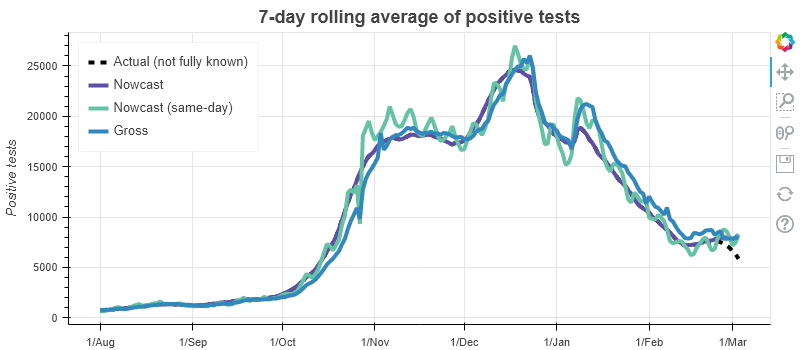 7-day rolling average of positive tests
Actual (not fully known)
Nowcast
Nowcast (same-day)
Gross
Positive tests
25000
20000
15000
10000
5000
0
1/Aug
1/Sep
1/Oct
1/Nov
1/Dec
1/Jan
1/Feb
1/Mar